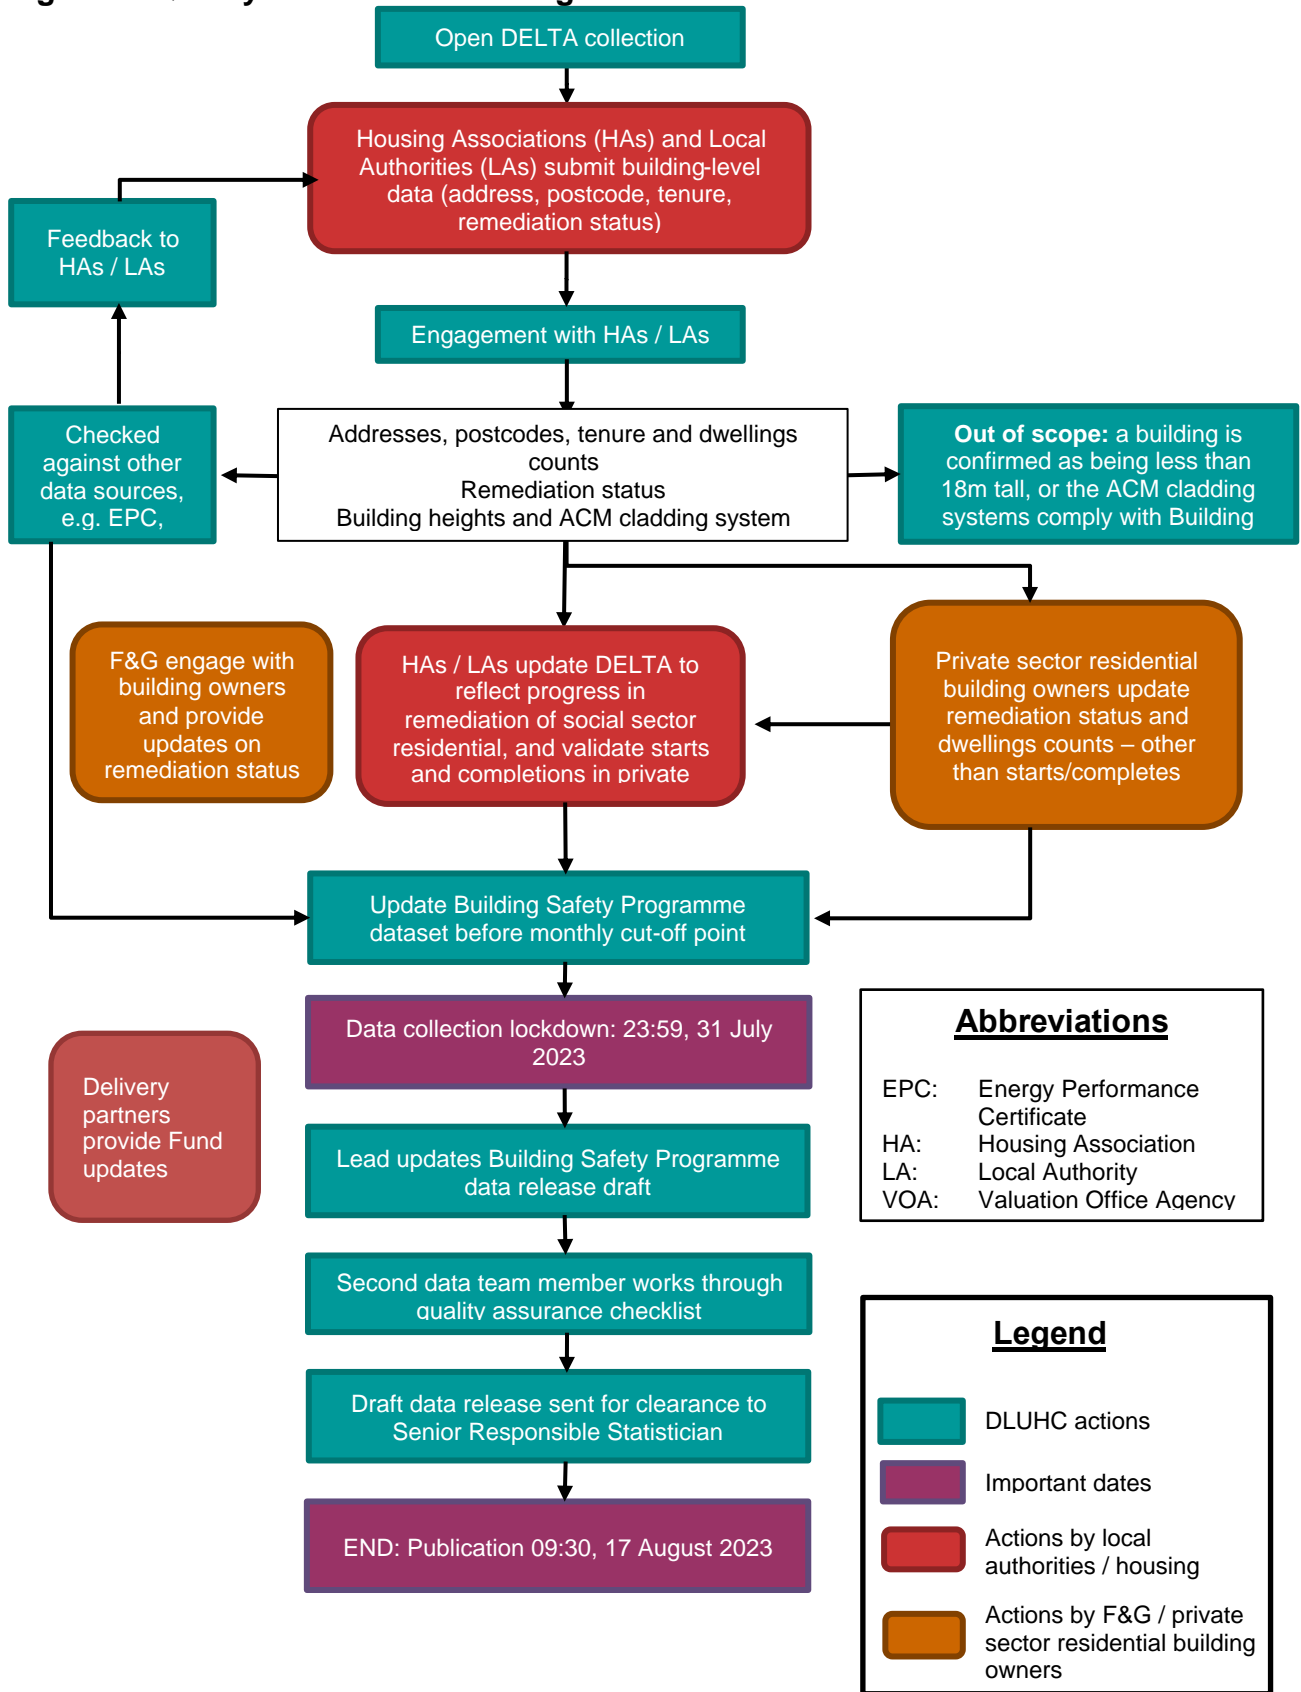 Open DELTA collection
Housing Associations (HAs) and Local
Authorities (LAs) submit building-level
data (address, postcode, tenure,
remediation status)
Feedback to
HAs / LAs
Engagement with HAs / LAs
Checked
against other
data sources,
e.g. EPC,
Addresses, postcodes, tenure and dwellings
counts
Remediation status
Building heights and ACM cladding system
Out of scope: a building is
confirmed as being less than
18m tall, or the ACM cladding
systems comply with Building
F&G engage with
building owners
and provide
updates on
remediation status
HAs / LAs update DELTA to
reflect progress in
remediation of social sector
residential, and validate starts
and completions in private
Private sector residential
building owners update
remediation status and
dwellings counts – other
than starts/completes
Update Building Safety Programme
dataset before monthly cut-off point
Data collection lockdown: 23:59, 31 July
2023
Delivery
partners
provide Fund
updates
Lead updates Building Safety Programme
data release draft
Second data team member works through
quality assurance checklist
Draft data release sent for clearance to
Senior Responsible Statistician
END: Publication 09:30, 17 August 2023
Abbreviations
EPC: Energy Performance
Certificate
HA: Housing Association
LA: Local Authority
VOA: Valuation Office Agency
Legend
DLUHC actions
Important dates
Actions by local
authorities / housing
Actions by F&G / private
sector residential building
owners